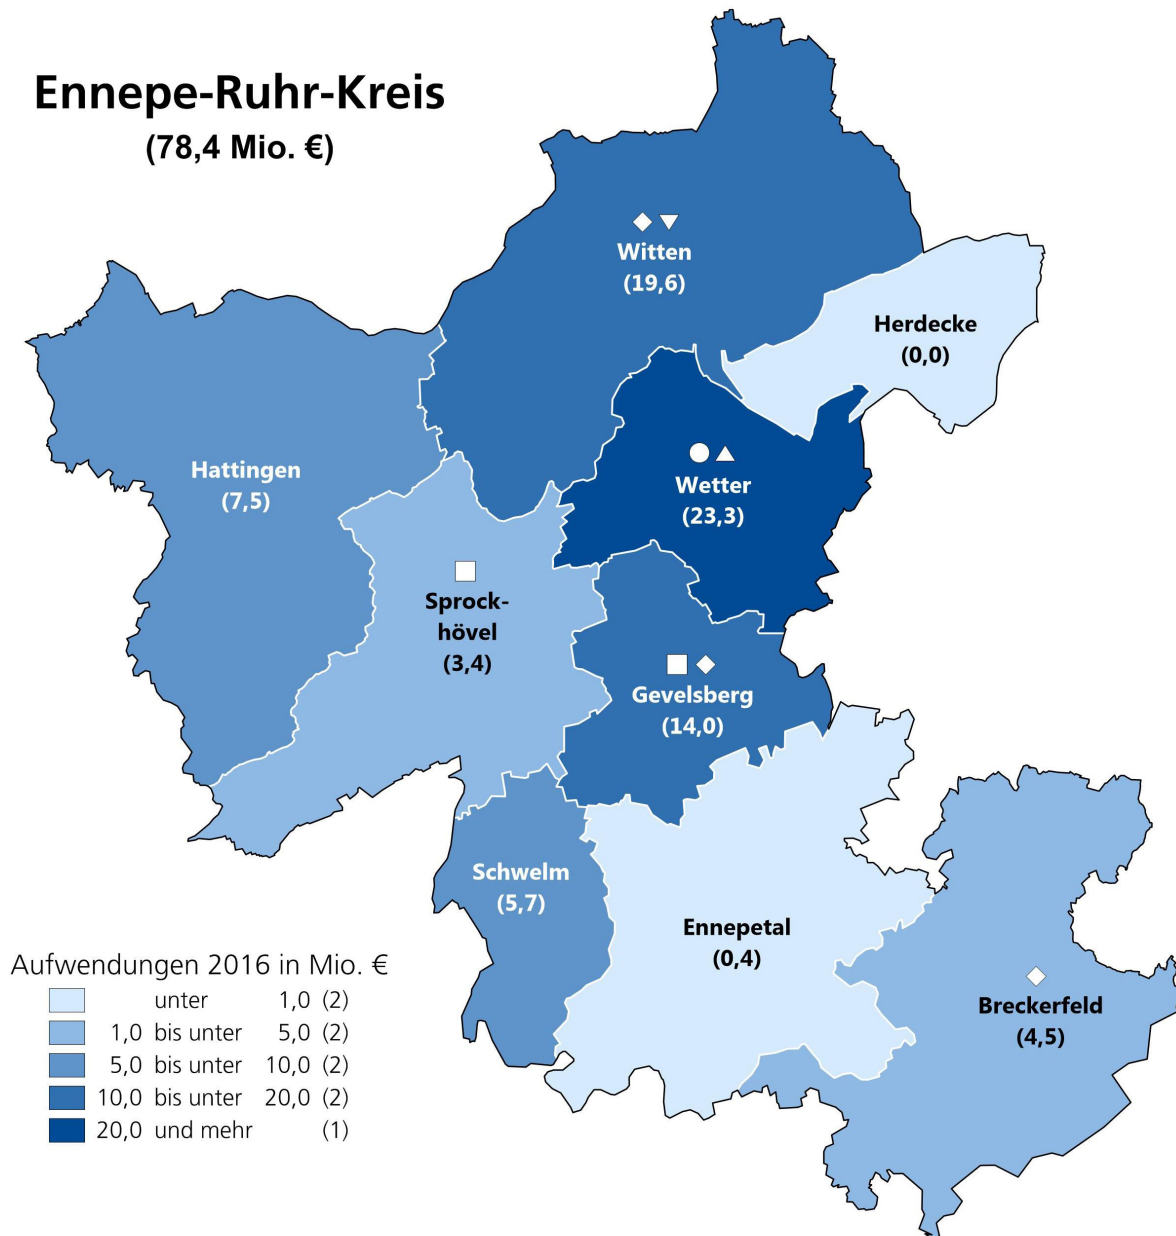 Ennepe-Ruhr-Kreis
(78,4 Mio. €)
Witten
(19,6)
Herdecke
(0,0)
Hattingen
(7,5)
Wetter
(23,3)
Sprock-
hövel
(3,4)
Gevelsberg
(14,0)
Schwelm
(5,7)
Ennepetal
(0,4)
Breckerfeld
(4,5)
Aufwendungen 2016 in Mio. €
unter 1,0 (2)
1,0 bis unter 5,0 (2)
5,0 bis unter 10,0 (2)
10,0 bis unter 20,0 (2)
20,0 und mehr (1)